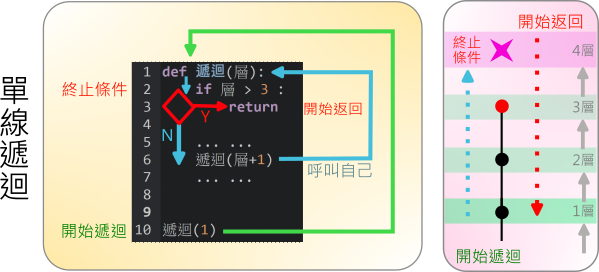 單線遞迴
終止條件
開始遞迴
1 def 遞迴(層):
2 if 層 > 3 :
3 return
4
5 ... ...
6 遞迴(層+1)
7 ... ...
8
9
10 遞迴(1)
N
Y
開始返回
呼叫自己
開始返回
終止
條件
4層
3層
2層
1層
開始遞迴